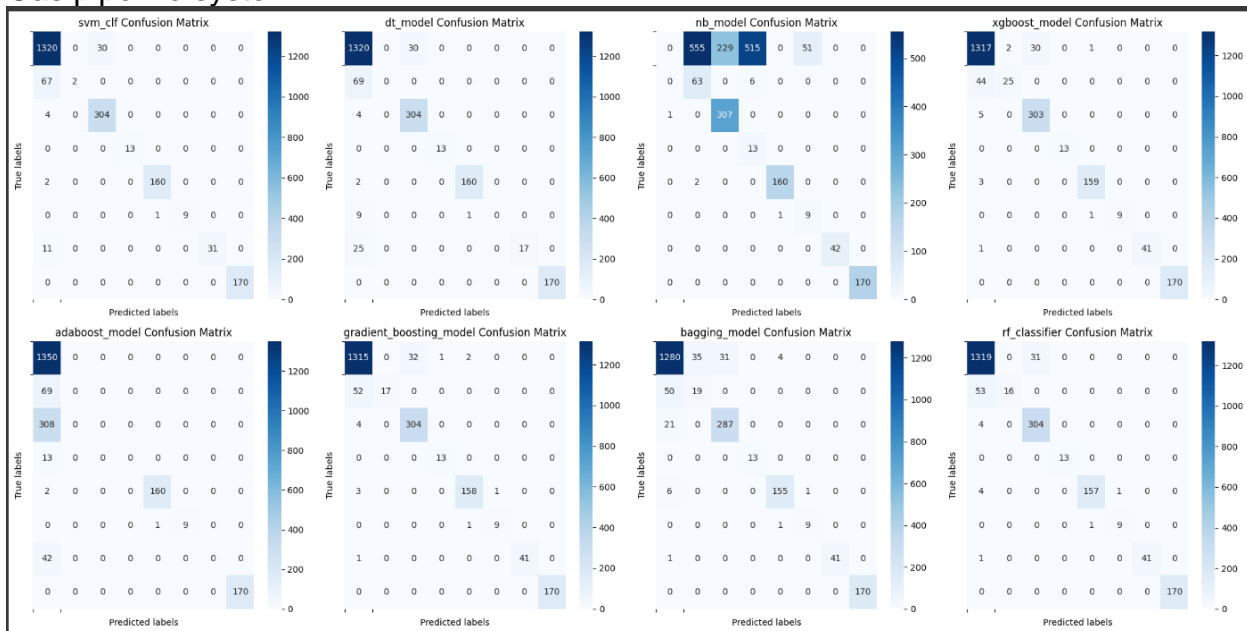 Gas pipeline system
svm_clf Confusion Matrix
1320 0 30 0 0 0 0 0
67 2 0 0 0 0 0 0
4 0 304 0 0 0 0 0
0 0 0 13 0 0 0 0
2 0 0 0 160 0 0 0
0 0 0 0 1 9 0 0
11 0 0 0 0 0 31 0
0 0 0 0 0 0 0 170
True labels
Predicted labels
1200
1000
800
600
400
200
0
dt_model Confusion Matrix
1320 0 30 0 0 0 0 0
69 0 0 0 0 0 0 0
4 0 304 0 0 0 0 0
0 0 0 13 0 0 0 0
2 0 0 0 160 0 0 0
9 0 0 0 1 0 0 0
25 0 0 0 0 0 17 0
0 0 0 0 0 0 0 170
True labels
Predicted labels
1200
1000
800
600
400
200
0
nb_model Confusion Matrix
0 555 229 515 0 51 0 0
0 63 0 6 0 0 0 0
1 0 307 0 0 0 0 0
0 0 0 13 0 0 0 0
0 2 0 0 160 0 0 0
0 0 0 0 1 9 0 0
0 0 0 0 0 0 42 0
0 0 0 0 0 0 0 170
True labels
Predicted labels
500
400
300
200
100
0
xgboost_model Confusion Matrix
1317 2 30 0 1 0 0 0
44 25 0 0 0 0 0 0
5 0 303 0 0 0 0 0
0 0 0 13 0 0 0 0
3 0 0 0 159 0 0 0
0 0 0 0 1 9 0 0
1 0 0 0 0 0 41 0
0 0 0 0 0 0 0 170
True labels
Predicted labels
1200
1000
800
600
400
200
0
adaboost_model Confusion Matrix
1350 0 0 0 0 0 0 0
69 0 0 0 0 0 0 0
308 0 0 0 0 0 0 0
13 0 0 0 0 0 0 0
2 0 0 0 160 0 0 0
0 0 0 0 1 9 0 0
42 0 0 0 0 0 0 0
0 0 0 0 0 0 0 170
True labels
Predicted labels
1200
1000
800
600
400
200
0
gradient_boosting_model Confusion Matrix
1315 0 32 1 2 0 0 0
52 17 0 0 0 0 0 0
4 0 304 0 0 0 0 0
0 0 0 13 0 0 0 0
3 0 0 0 158 1 0 0
0 0 0 0 1 9 0 0
1 0 0 0 0 0 41 0
0 0 0 0 0 0 0 170
True labels
Predicted labels
1200
1000
800
600
400
200
0
bagging_model Confusion Matrix
1280 35 31 0 4 0 0 0
50 19 0 0 0 0 0 0
21 0 287 0 0 0 0 0
0 0 0 13 0 0 0 0
6 0 0 0 155 1 0 0
0 0 0 0 1 9 0 0
1 0 0 0 0 0 41 0
0 0 0 0 0 0 0 170
True labels
Predicted labels
1200
1000
800
600
400
200
0
rf_classifier Confusion Matrix
1319 0 31 0 0 0 0 0
53 16 0 0 0 0 0 0
4 0 304 0 0 0 0 0
0 0 0 13 0 0 0 0
4 0 0 0 157 1 0 0
0 0 0 0 1 9 0 0
1 0 0 0 0 0 41 0
0 0 0 0 0 0 0 170
True labels
Predicted labels
1200
1000
800
600
400
200
0